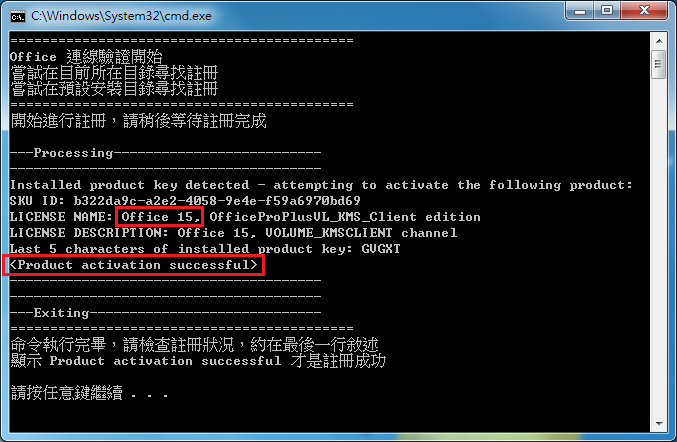 C:\Windows\System32\cmd.exe
==========================================
Office 連線驗證開始
嘗試在目前所在目錄尋找註冊
嘗試在預設安裝目錄尋找註冊
==========================================
開始進行註冊，請稍後等待註冊完成
---Processing--------------------------
---------------------------------------
Installed product key detected - attempting to activate the following product:
SKU ID: b322da9c-a2e2-4058-9e4e-f59a6970bd69
LICENSE NAME: Office 15, OfficeProPlusVL_KMS_Client edition
LICENSE DESCRIPTION: Office 15, VOLUME_KMSCLIENT channel
Last 5 characters of installed product key: GVGXT
<Product activation successful>
---------------------------------------
---------------------------------------
---Exiting-----------------------------
==========================================
命令執行完畢，請檢查註冊狀況，約在最後一行敘述
顯示 Product activation successful 才是註冊成功
請按任意鍵繼續 . . .